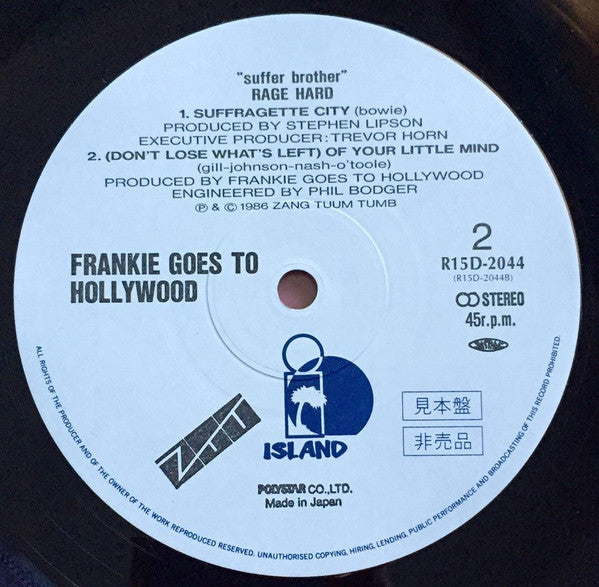 "suffer brother"
RAGE HARD
1. SUFFRAGETTE CITY (bowie)
PRODUCED BY STEPHEN LIPSON
EXECUTIVE PRODUCER: TREVOR HORN
2. (DON'T LOSE WHAT'S LEFT) OF YOUR LITTLE MIND
(gill-johnson-nash-o'toole)
PRODUCED BY FRANKIE GOES TO HOLLYWOOD
ENGINEERED BY PHIL BODGER
Ⓟ & © 1986 ZANG TUUM TUMB
FRANKIE GOES TO
HOLLYWOOD
2
R15D-2044
(R15D-2044B)
STEREO
45r.p.m.
ZTT
ISLAND
見本盤
非売品
POLYSTAR CO.,LTD.
Made in Japan
ALL RIGHTS OF THE PRODUCER AND OF THE OWNER OF THE WORK REPRODUCED RESERVED. UNAUTHORISED COPYING, HIRING, LENDING, PUBLIC PERFORMANCE AND BROADCASTING OF THIS RECORD PROHIBITED.